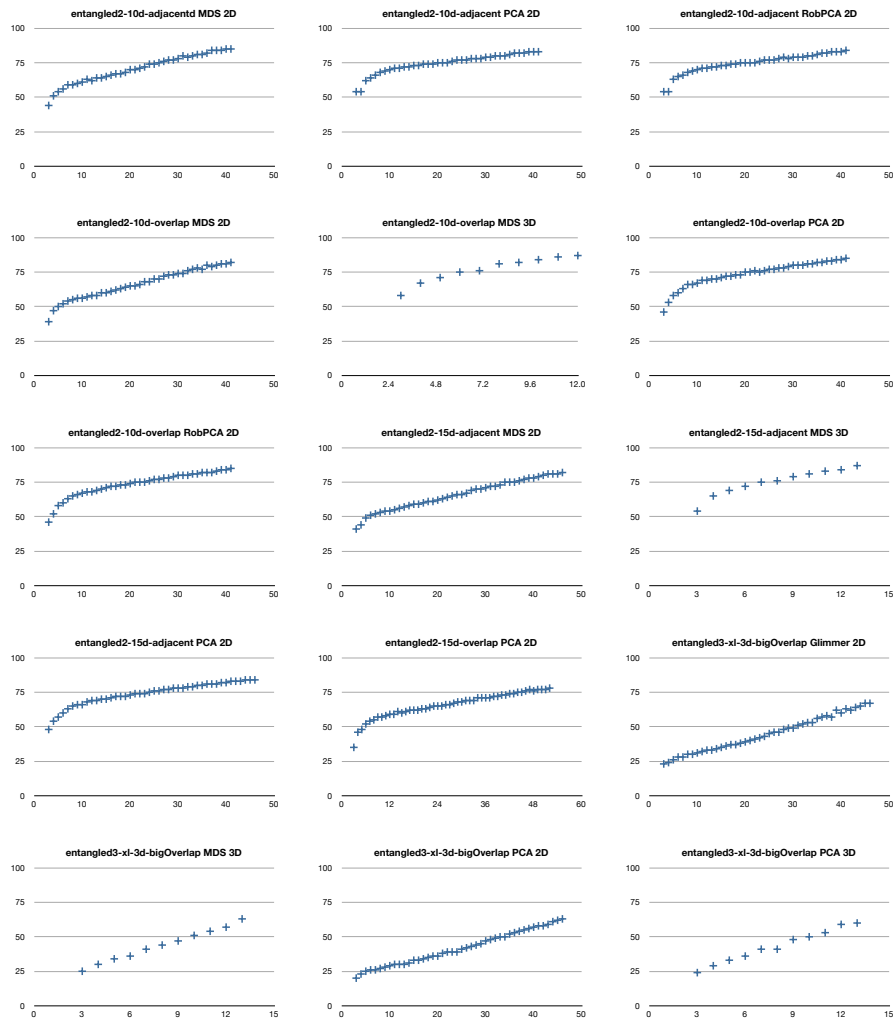 entangled2-10d-adjacentd MDS 2D
100
75
50
25
0
0 10 20 30 40 50
entangled2-10d-adjacent PCA 2D
100
75
50
25
0
0 10 20 30 40 50
entangled2-10d-adjacent RobPCA 2D
100
75
50
25
0
0 10 20 30 40 50
entangled2-10d-overlap MDS 2D
100
75
50
25
0
0 10 20 30 40 50
entangled2-10d-overlap MDS 3D
100
75
50
25
0
0 2.4 4.8 7.2 9.6 12.0
entangled2-10d-overlap PCA 2D
100
75
50
25
0
0 10 20 30 40 50
entangled2-10d-overlap RobPCA 2D
100
75
50
25
0
0 10 20 30 40 50
entangled2-15d-adjacent MDS 2D
100
75
50
25
0
0 10 20 30 40 50
entangled2-15d-adjacent MDS 3D
100
75
50
25
0
0 3 6 9 12 15
entangled2-15d-adjacent PCA 2D
100
75
50
25
0
0 10 20 30 40 50
entangled2-15d-overlap PCA 2D
100
75
50
25
0
0 12 24 36 48 60
entangled3-xl-3d-bigOverlap Glimmer 2D
100
75
50
25
0
0 10 20 30 40 50
entangled3-xl-3d-bigOverlap MDS 3D
100
75
50
25
0
0 3 6 9 12 15
entangled3-xl-3d-bigOverlap PCA 2D
100
75
50
25
0
0 10 20 30 40 50
entangled3-xl-3d-bigOverlap PCA 3D
100
75
50
25
0
0 3 6 9 12 15